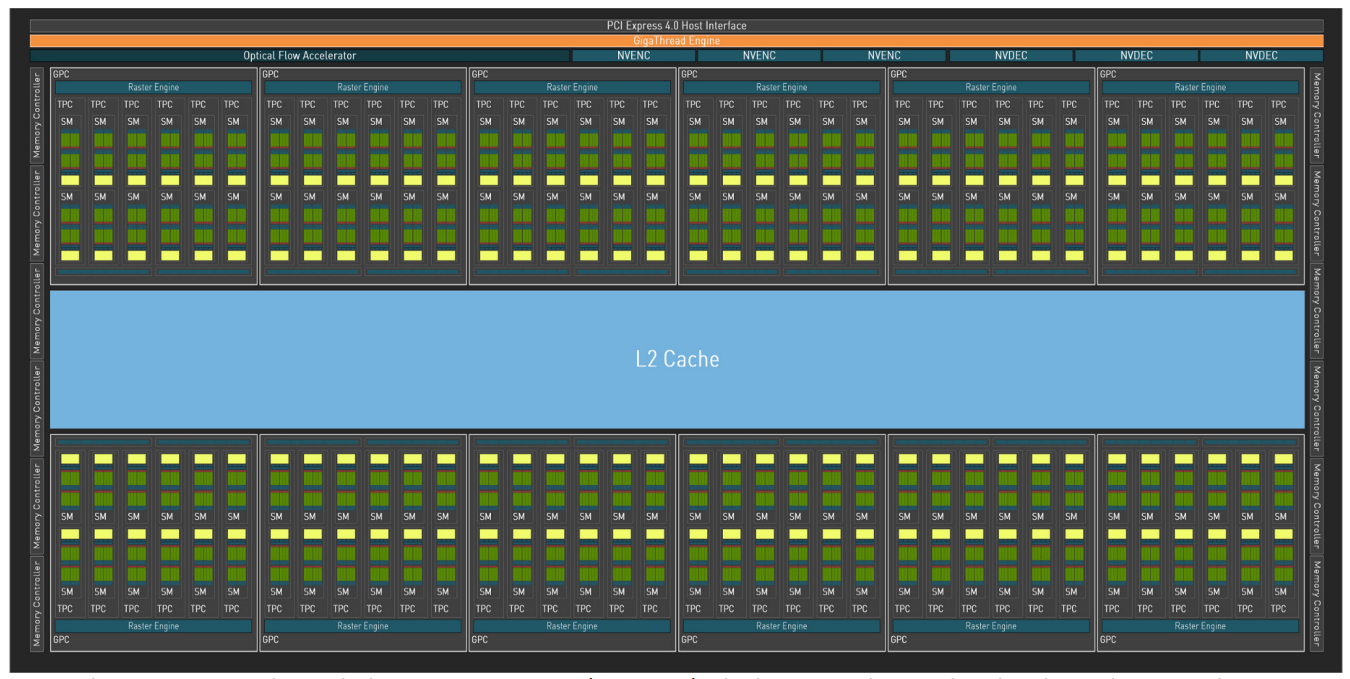 PCI Express 4.0 Host Interface
GigaThread Engine
Optical Flow Accelerator NVENC NVENC NVENC NVDEC NVDEC NVDEC
GPC GPC GPC GPC GPC GPC
Raster Engine Raster Engine Raster Engine Raster Engine Raster Engine Raster Engine
TPC TPC TPC TPC TPC TPC TPC TPC TPC TPC TPC TPC TPC TPC TPC TPC TPC TPC TPC TPC TPC TPC TPC TPC TPC TPC TPC TPC TPC TPC TPC TPC TPC TPC TPC TPC
SM SM SM SM SM SM SM SM SM SM SM SM SM SM SM SM SM SM SM SM SM SM SM SM SM SM SM SM SM SM SM SM SM SM SM SM
SM SM SM SM SM SM SM SM SM SM SM SM SM SM SM SM SM SM SM SM SM SM SM SM SM SM SM SM SM SM SM SM SM SM SM SM
L2 Cache
SM SM SM SM SM SM SM SM SM SM SM SM SM SM SM SM SM SM SM SM SM SM SM SM SM SM SM SM SM SM SM SM SM SM SM SM
SM SM SM SM SM SM SM SM SM SM SM SM SM SM SM SM SM SM SM SM SM SM SM SM SM SM SM SM SM SM SM SM SM SM SM SM
TPC TPC TPC TPC TPC TPC TPC TPC TPC TPC TPC TPC TPC TPC TPC TPC TPC TPC TPC TPC TPC TPC TPC TPC TPC TPC TPC TPC TPC TPC TPC TPC TPC TPC TPC TPC
Raster Engine Raster Engine Raster Engine Raster Engine Raster Engine Raster Engine
GPC GPC GPC GPC GPC GPC
Memory Controller
Memory Controller
Memory Controller
Memory Controller
Memory Controller
Memory Controller
Memory Controller
Memory Controller
Memory Controller
Memory Controller
Memory Controller
Memory Controller